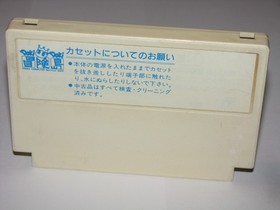 冒険島
カセットについてのお願い
●本体の電源を入れたままでカセット
を抜き差ししたり端子部に触れた
り、水にぬらしたりしないで下さい。
●中古品はすべて検査・クリーニング
済みです。